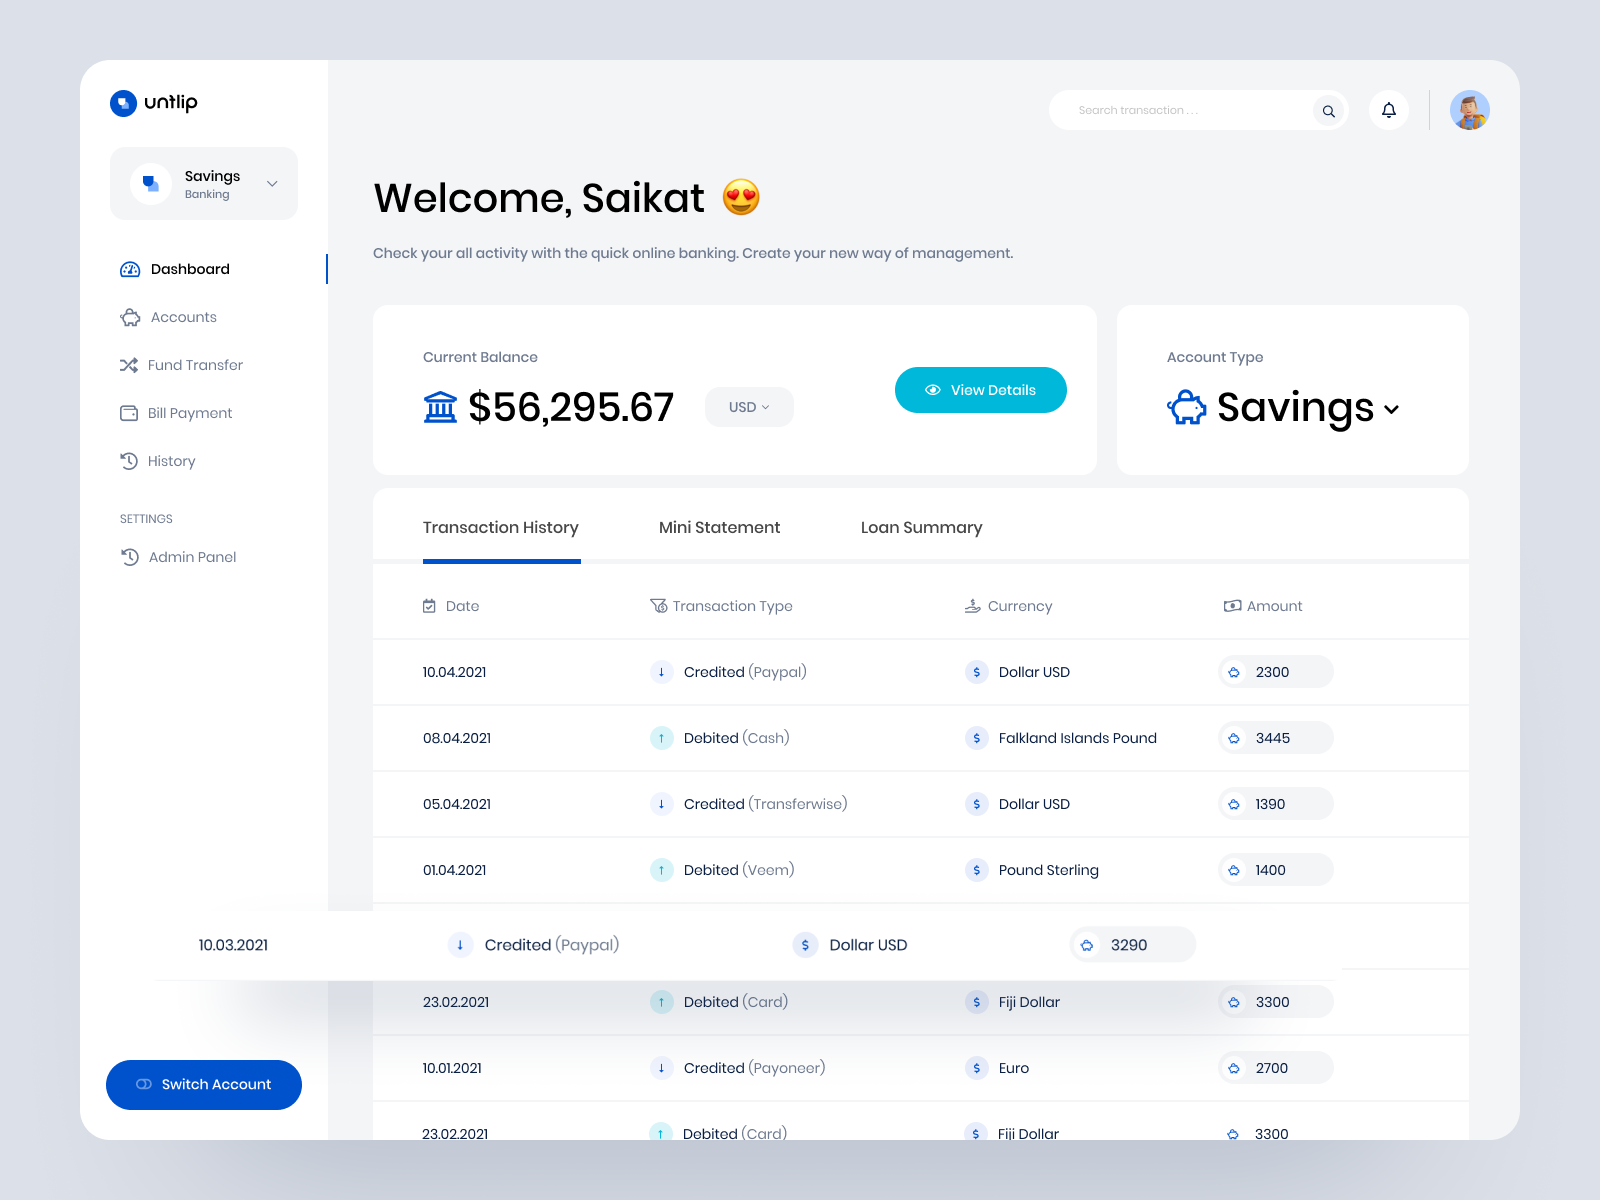 untlip
Search transaction . . .
Savings
Banking
Dashboard
Accounts
Fund Transfer
Bill Payment
History
SETTINGS
Admin Panel
Switch Account
Welcome, Saikat 😍
Check your all activity with the quick online banking. Create your new way of management.
Current Balance
$56,295.67
USD
View Details
Account Type
Savings
Transaction History Mini Statement Loan Summary
Date Transaction Type Currency Amount
10.04.2021 ↓ Credited (Paypal) $ Dollar USD 2300
08.04.2021 ↑ Debited (Cash) $ Falkland Islands Pound 3445
05.04.2021 ↓ Credited (Transferwise) $ Dollar USD 1390
01.04.2021 ↑ Debited (Veem) $ Pound Sterling 1400
10.03.2021 ↓ Credited (Paypal) $ Dollar USD 3290
23.02.2021 ↑ Debited (Card) $ Fiji Dollar 3300
10.01.2021 ↓ Credited (Payoneer) $ Euro 2700
23.02.2021 ↑ Debited (Card) $ Fiji Dollar 3300